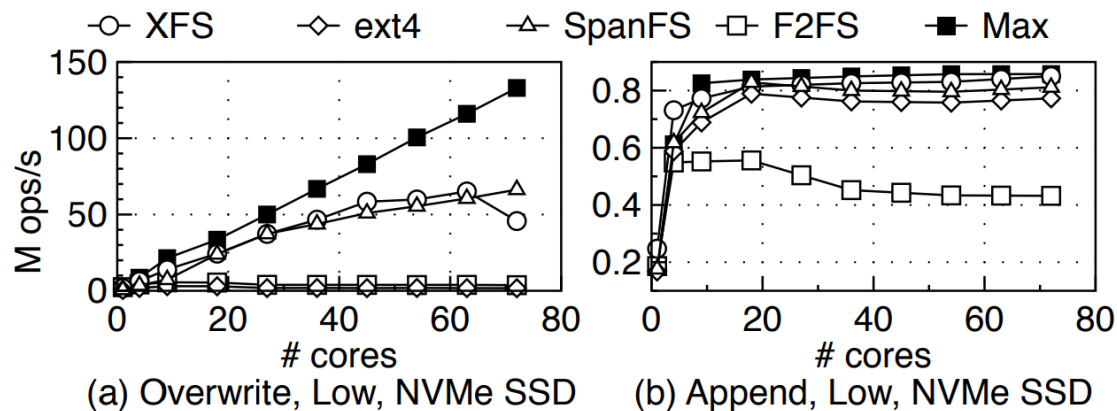 XFS ext4 SpanFS F2FS Max
M ops/s
150
100
50
0
0 20 40 60 80
# cores
(a) Overwrite, Low, NVMe SSD
0.8
0.6
0.4
0.2
0 20 40 60 80
# cores
(b) Append, Low, NVMe SSD